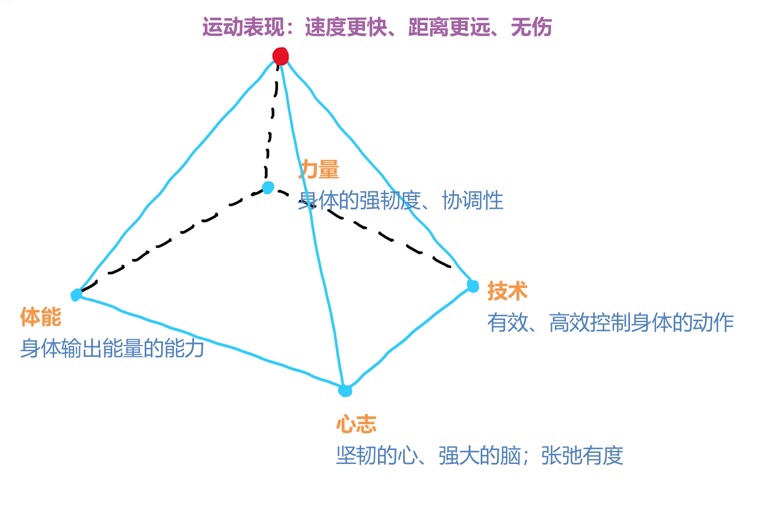 运动表现：速度更快、距离更远、无伤
力量
身体的强韧度、协调性
技术
有效、高效控制身体的动作
体能
身体输出能量的能力
心志
坚韧的心、强大的脑；张弛有度